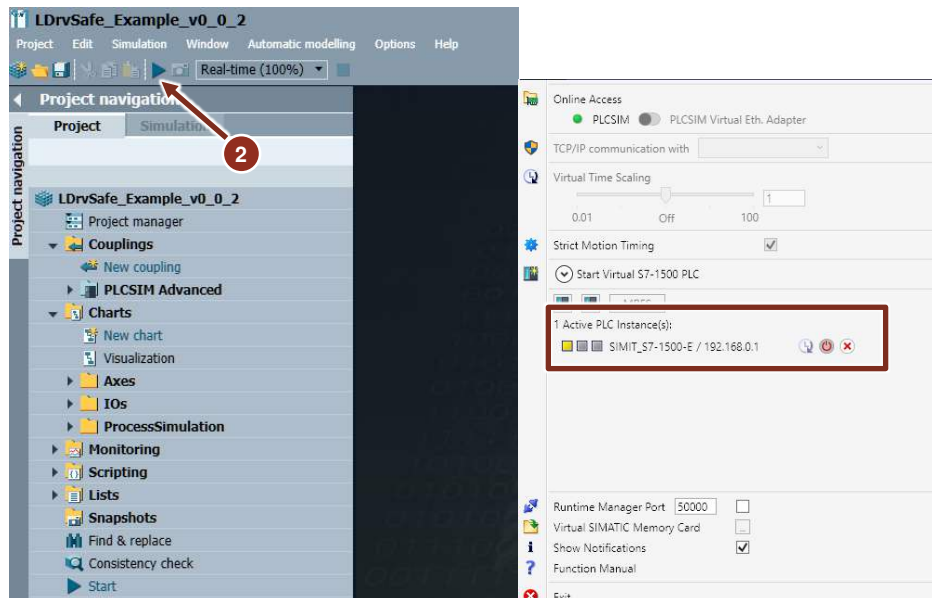 LDrvSafe_Example_v0_0_2
Project Edit Simulation Window Automatic modelling Options Help
Real-time (100%)
Project navigation
Project Simulation
2
Project navigation
LDrvSafe_Example_v0_0_2
Project manager
Couplings
New coupling
PLCSIM Advanced
Charts
New chart
Visualization
Axes
IOs
ProcessSimulation
Monitoring
Scripting
Lists
Snapshots
Find & replace
Consistency check
Start
Online Access
PLCSIM PLCSIM Virtual Eth. Adapter
TCP/IP communication with
Virtual Time Scaling
1
0.01 Off 100
Strict Motion Timing
Start Virtual S7-1500 PLC
1 Active PLC Instance(s):
SIMIT_S7-1500-E / 192.168.0.1
Runtime Manager Port 50000
Virtual SIMATIC Memory Card ...
Show Notifications
Function Manual
Exit